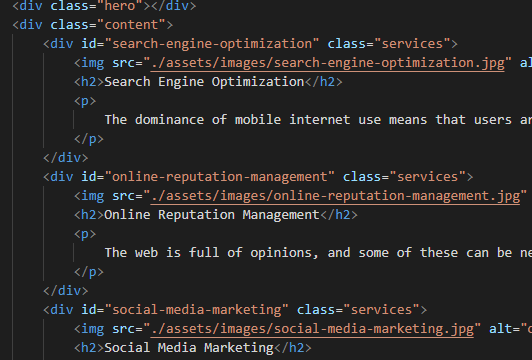 <div class="hero"></div>
<div class="content">
<div id="search-engine-optimization" class="services">
<img src="./assets/images/search-engine-optimization.jpg" al
<h2>Search Engine Optimization</h2>
<p>
The dominance of mobile internet use means that users ar
</p>
</div>
<div id="online-reputation-management" class="services">
<img src="./assets/images/online-reputation-management.jpg"
<h2>Online Reputation Management</h2>
<p>
The web is full of opinions, and some of these can be ne
</p>
</div>
<div id="social-media-marketing" class="services">
<img src="./assets/images/social-media-marketing.jpg" alt="
<h2>Social Media Marketing</h2>